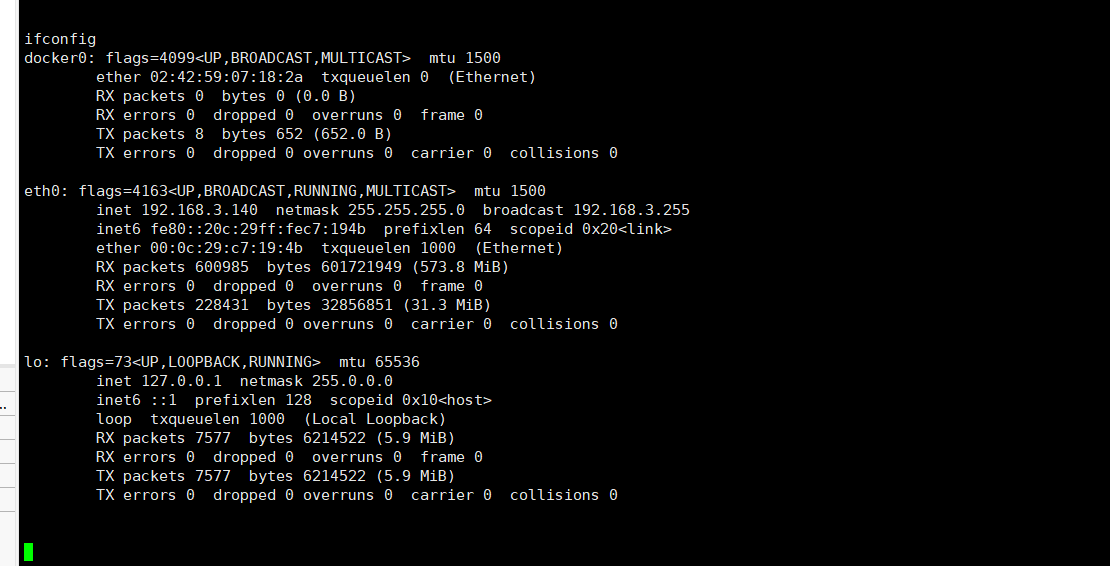 ifconfig
docker0: flags=4099<UP,BROADCAST,MULTICAST>  mtu 1500
        ether 02:42:59:07:18:2a  txqueuelen 0  (Ethernet)
        RX packets 0  bytes 0 (0.0 B)
        RX errors 0  dropped 0  overruns 0  frame 0
        TX packets 8  bytes 652 (652.0 B)
        TX errors 0  dropped 0 overruns 0  carrier 0  collisions 0

eth0: flags=4163<UP,BROADCAST,RUNNING,MULTICAST>  mtu 1500
        inet 192.168.3.140  netmask 255.255.255.0  broadcast 192.168.3.255
        inet6 fe80::20c:29ff:fec7:194b  prefixlen 64  scopeid 0x20<link>
        ether 00:0c:29:c7:19:4b  txqueuelen 1000  (Ethernet)
        RX packets 600985  bytes 601721949 (573.8 MiB)
        RX errors 0  dropped 0  overruns 0  frame 0
        TX packets 228431  bytes 32856851 (31.3 MiB)
        TX errors 0  dropped 0 overruns 0  carrier 0  collisions 0

lo: flags=73<UP,LOOPBACK,RUNNING>  mtu 65536
        inet 127.0.0.1  netmask 255.0.0.0
        inet6 ::1  prefixlen 128  scopeid 0x10<host>
        loop  txqueuelen 1000  (Local Loopback)
        RX packets 7577  bytes 6214522 (5.9 MiB)
        RX errors 0  dropped 0  overruns 0  frame 0
        TX packets 7577  bytes 6214522 (5.9 MiB)
        TX errors 0  dropped 0 overruns 0  carrier 0  collisions 0